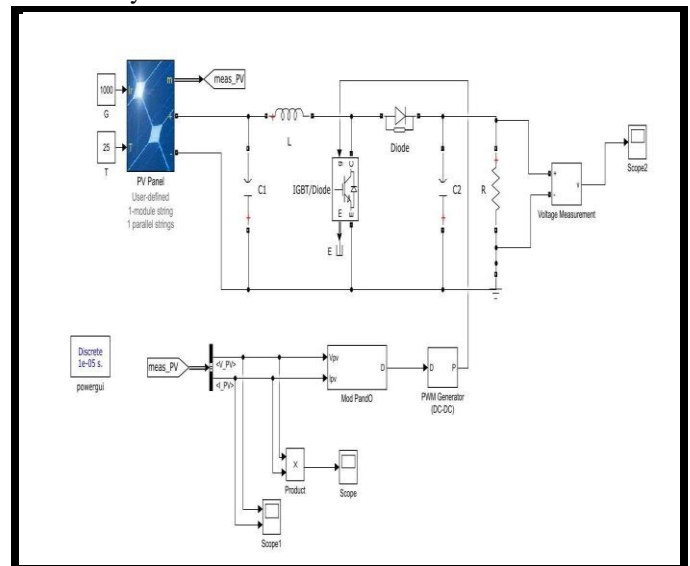 1000
Ir
m
meas_PV
G
+
25
T
-
T
PV Panel
User-defined
1-module string
1 parallel strings
+
L
C1
+
g
C
IGBT/Diode
E
E
E
Diode
C2
+
R
+
+
-
v
Voltage Measurement
Scope2
Discrete
1e-05 s.
powergui
meas_PV
<V_PV>
<I_PV>
Vpv
Ipv
D
Mod PandO
D
P
PWM Generator
(DC-DC)
X
Product
Scope
Scope1